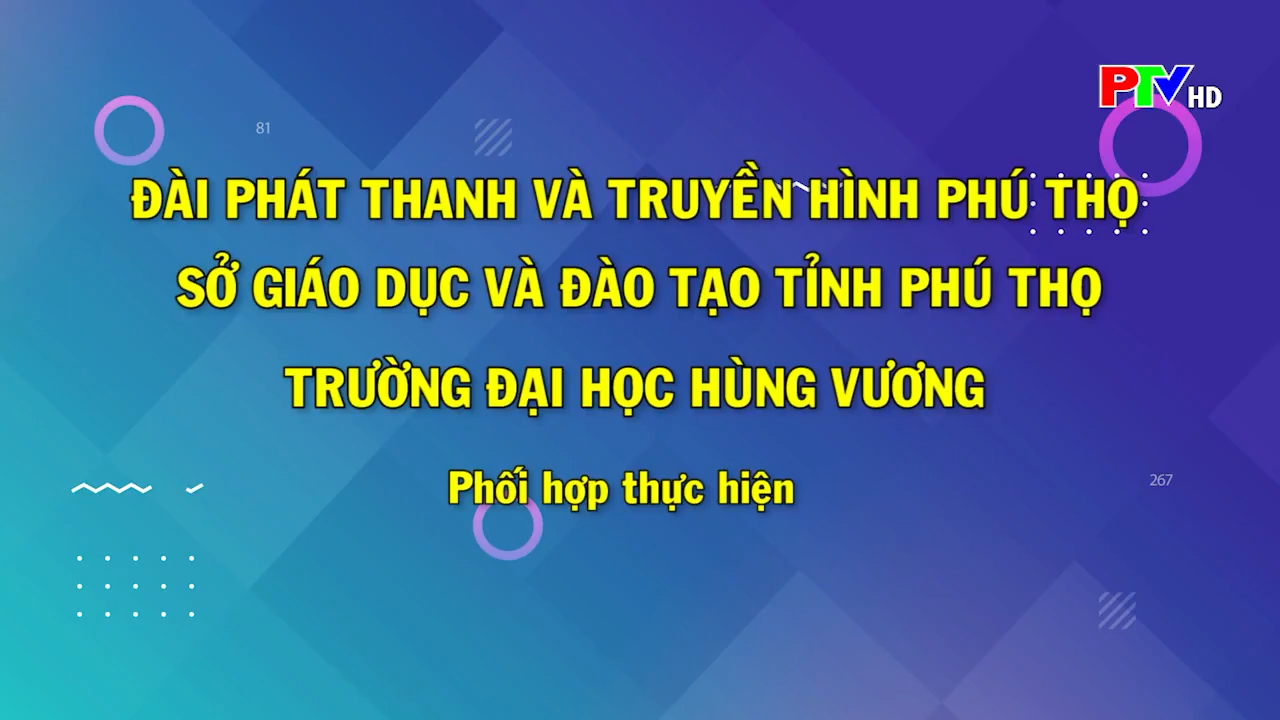 PTV HD
81
ĐÀI PHÁT THANH VÀ TRUYỀN HÌNH PHÚ THỌ
SỞ GIÁO DỤC VÀ ĐÀO TẠO TỈNH PHÚ THỌ
TRƯỜNG ĐẠI HỌC HÙNG VƯƠNG
Phối hợp thực hiện
267